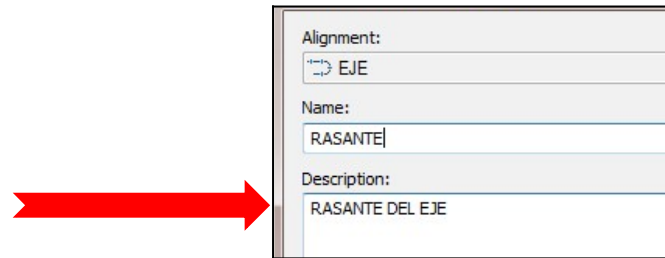 Alignment:
EJE
Name:
RASANTE
Description:
RASANTE DEL EJE